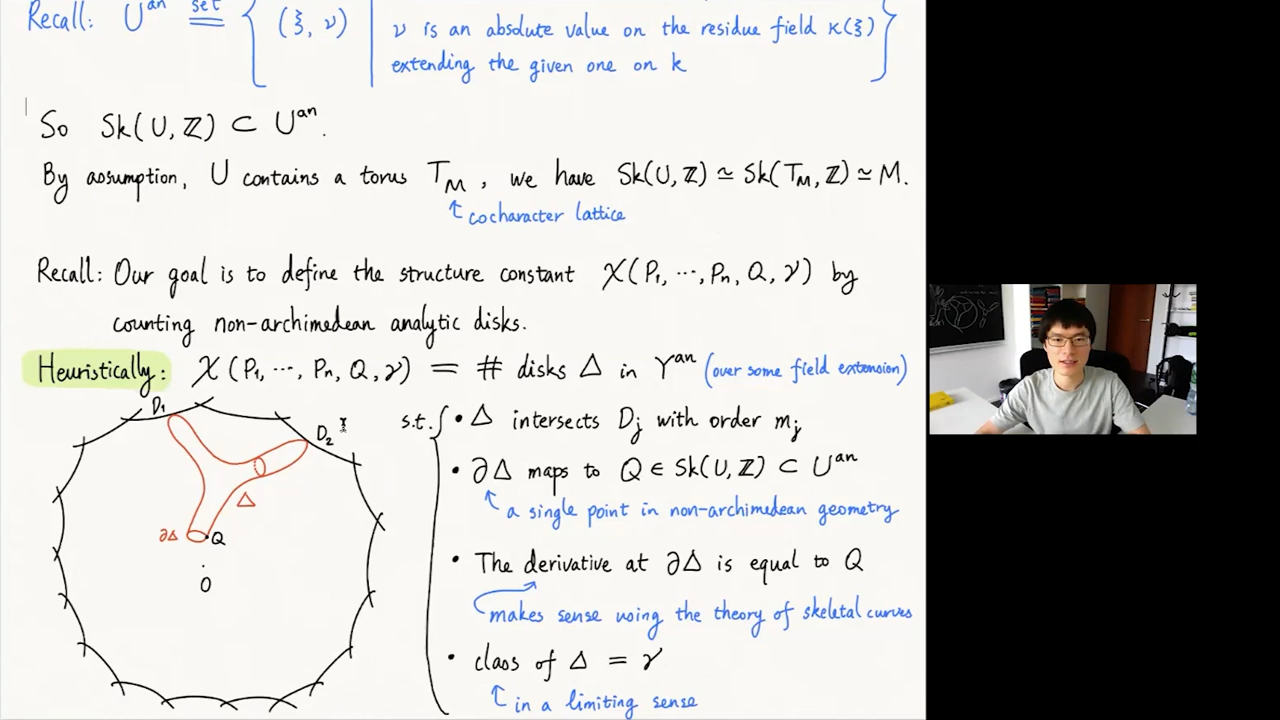 Recall: U^an set = { (ξ, ν) | ν is an absolute value on the residue field κ(ξ)
extending the given one on k }
So Sk(U, ℤ) ⊂ U^an.
By assumption, U contains a torus T_M, we have Sk(U, ℤ) ≃ Sk(T_M, ℤ) ≃ M.
↑ cocharacter lattice
Recall: Our goal is to define the structure constant χ(P₁, ⋯, Pₙ, Q, γ) by
counting non-archimedean analytic disks.
Heuristically: χ(P₁, ⋯, Pₙ, Q, γ) = # disks Δ in Y^an (over some field extension)
s.t. { • Δ intersects D_j with order m_j
• ∂Δ maps to Q ∈ Sk(U, ℤ) ⊂ U^an
↑ a single point in non-archimedean geometry
• The derivative at ∂Δ is equal to Q
makes sense using the theory of skeletal curves
• class of Δ = γ
↑ in a limiting sense
D₁
D₂
Δ
∂Δ
Q
O